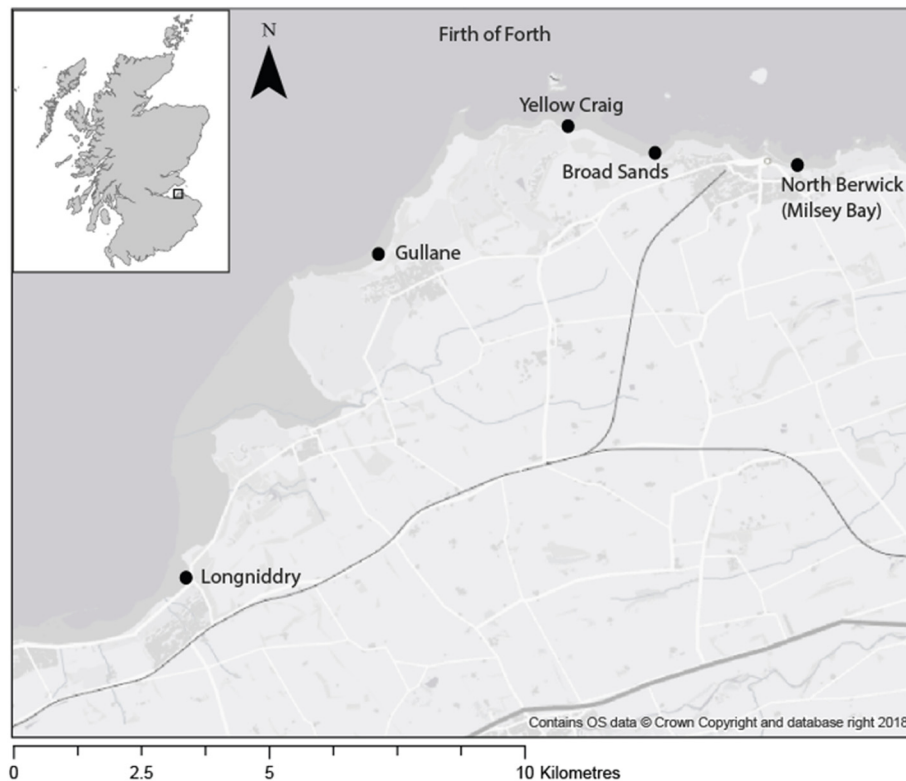 Firth of Forth
N
Yellow Craig
Broad Sands
North Berwick
(Milsey Bay)
Gullane
Longniddry
Contains OS data © Crown Copyright and database right 2018
0 2.5 5 10 Kilometres